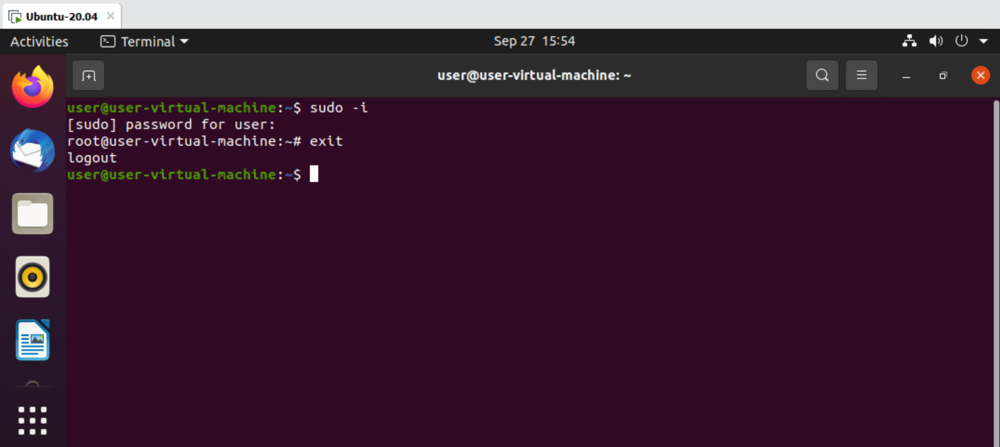 Ubuntu-20.04
Activities Terminal Sep 27 15:54
user@user-virtual-machine: ~
user@user-virtual-machine:~$ sudo -i
[sudo] password for user:
root@user-virtual-machine:~# exit
logout
user@user-virtual-machine:~$